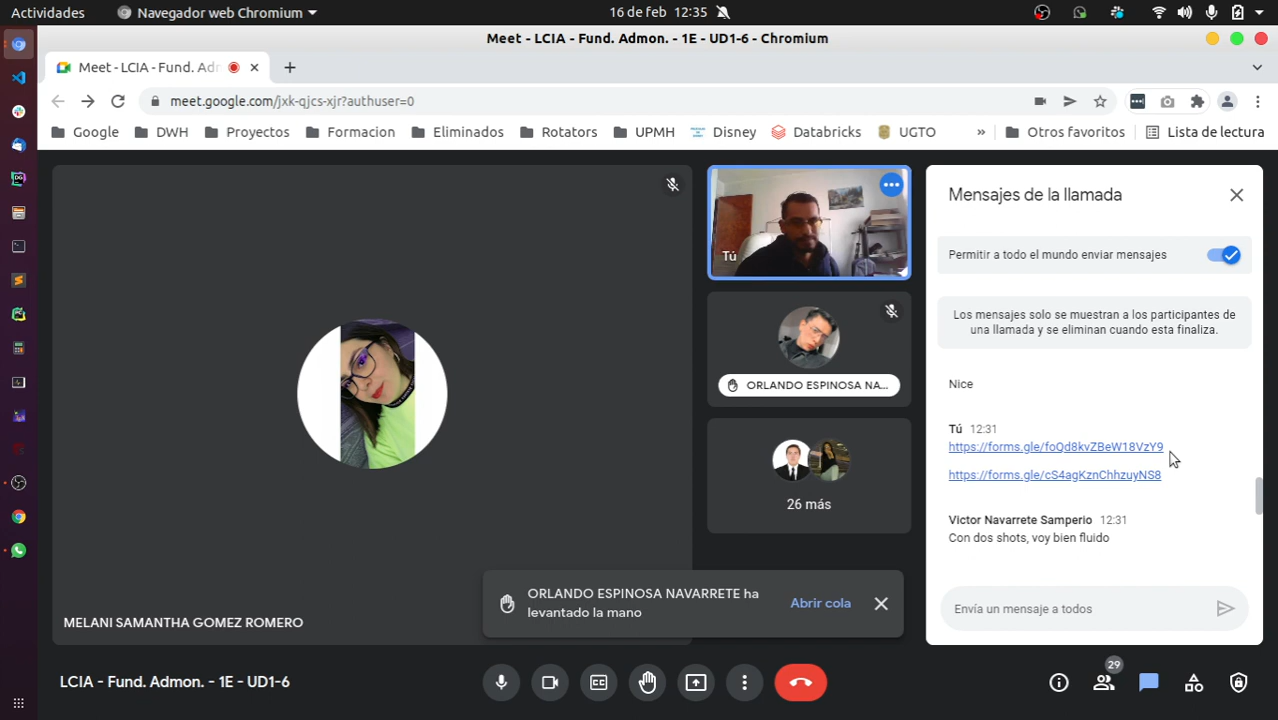 Actividades
Navegador web Chromium
16 de feb 12:35
Meet - LCIA - Fund. Admon. - 1E - UD1-6 - Chromium
Meet - LCIA - Fund. Adm
meet.google.com/jxk-qjcs-xjr?authuser=0
Google
DWH
Proyectos
Formacion
Eliminados
Rotators
UPMH
Disney
Databricks
UGTO
»
Otros favoritos
Lista de lectura
Tú
ORLANDO ESPINOSA NA...
26 más
MELANI SAMANTHA GOMEZ ROMERO
ORLANDO ESPINOSA NAVARRETE ha
levantado la mano
Abrir cola
Mensajes de la llamada
Permitir a todo el mundo enviar mensajes
Los mensajes solo se muestran a los participantes de
una llamada y se eliminan cuando esta finaliza.
Nice
Tú 12:31
https://forms.gle/foQd8kvZBeW18VzY9
https://forms.gle/cS4agKznChhzuyNS8
Victor Navarrete Samperio 12:31
Con dos shots, voy bien fluido
Envía un mensaje a todos
LCIA - Fund. Admon. - 1E - UD1-6
29